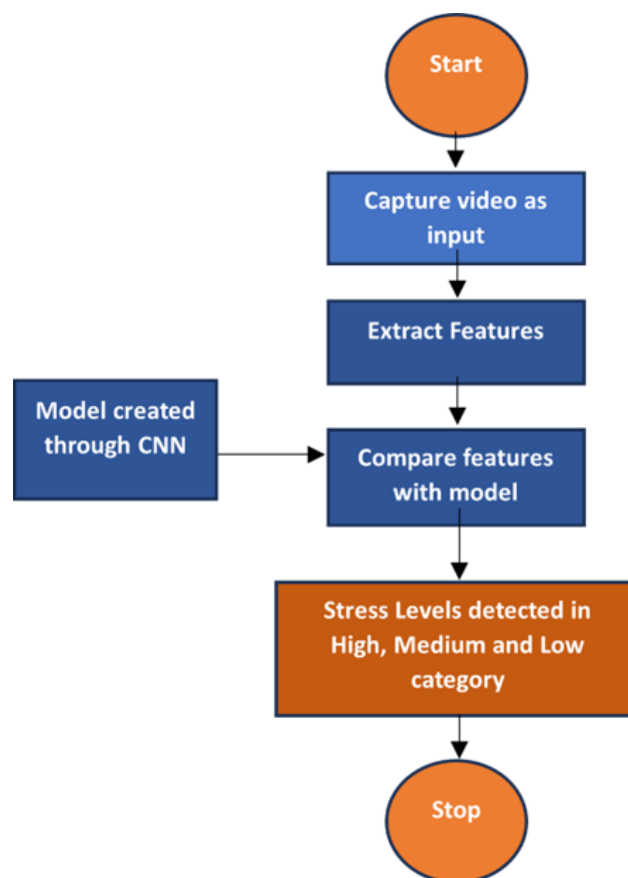 Start
Capture video as
input
Extract Features
Model created
through CNN
Compare features
with model
Stress Levels detected in
High, Medium and Low
category
Stop